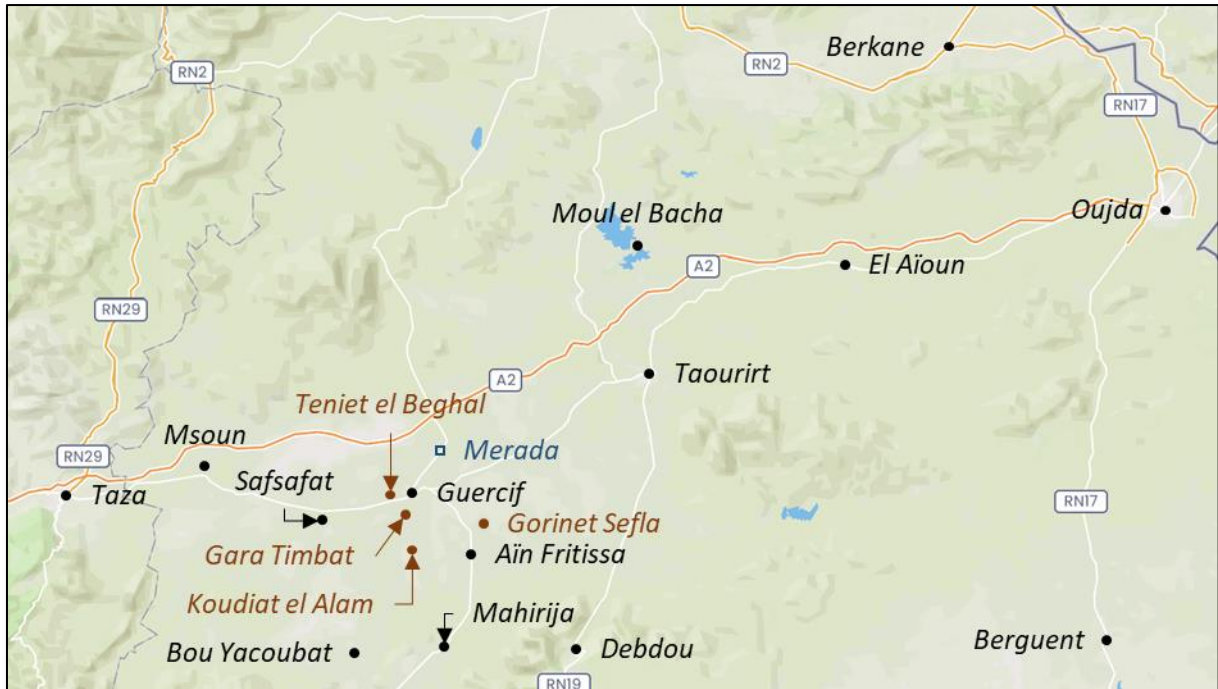 Berkane
RN2
RN2
RN17
Moul el Bacha
Oujda
A2
El Aïoun
RN29
A2
Taourirt
Teniet el Beghal
Msoun
Merada
RN29
Safsafat
Taza
Guercif
RN17
Gorinet Sefla
Gara Timbat
Aïn Fritissa
Koudiat el Alam
Mahirija
Bou Yacoubat
Debdou
Berguent
RN19